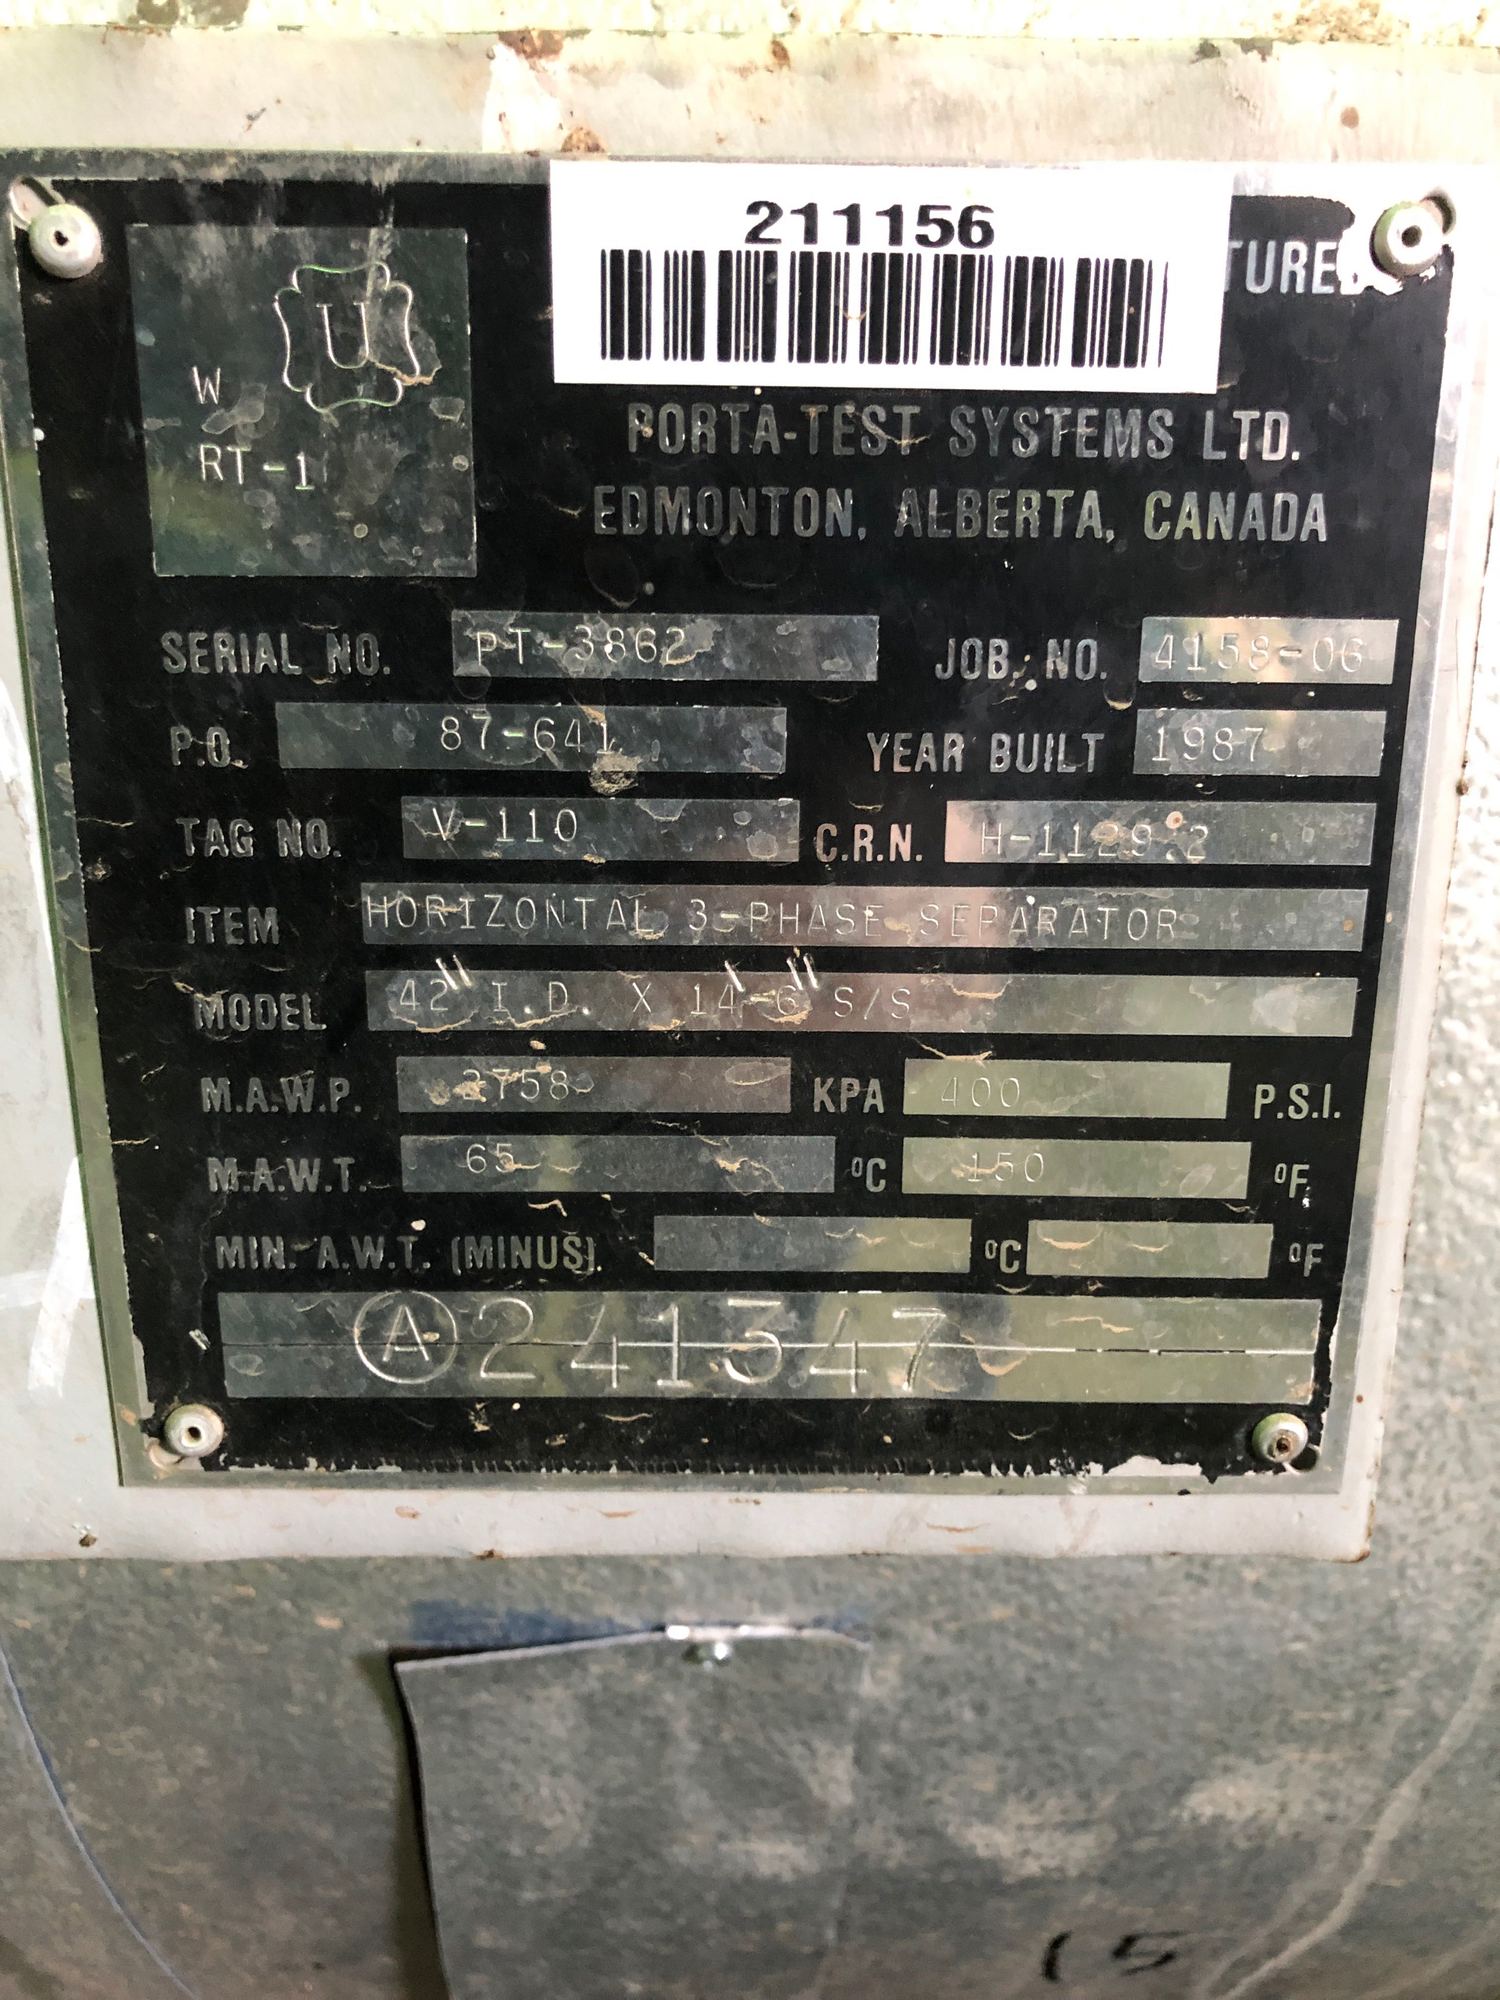 211156
TURED
U
W
RT-1
PORTA-TEST SYSTEMS LTD.
EDMONTON, ALBERTA, CANADA
SERIAL NO. PT-3862 JOB. NO. 4158-06
P.O. 87-641 YEAR BUILT 1987
TAG NO. V-110 C.R.N. H-1129.2
ITEM HORIZONTAL 3-PHASE SEPARATOR
MODEL 42" I.D. X 14'-6" S/S
M.A.W.P. 2758 KPA 400 P.S.I.
M.A.W.T. 65 °C 150 °F
MIN. A.W.T. (MINUS) °C °F
A 241347
15